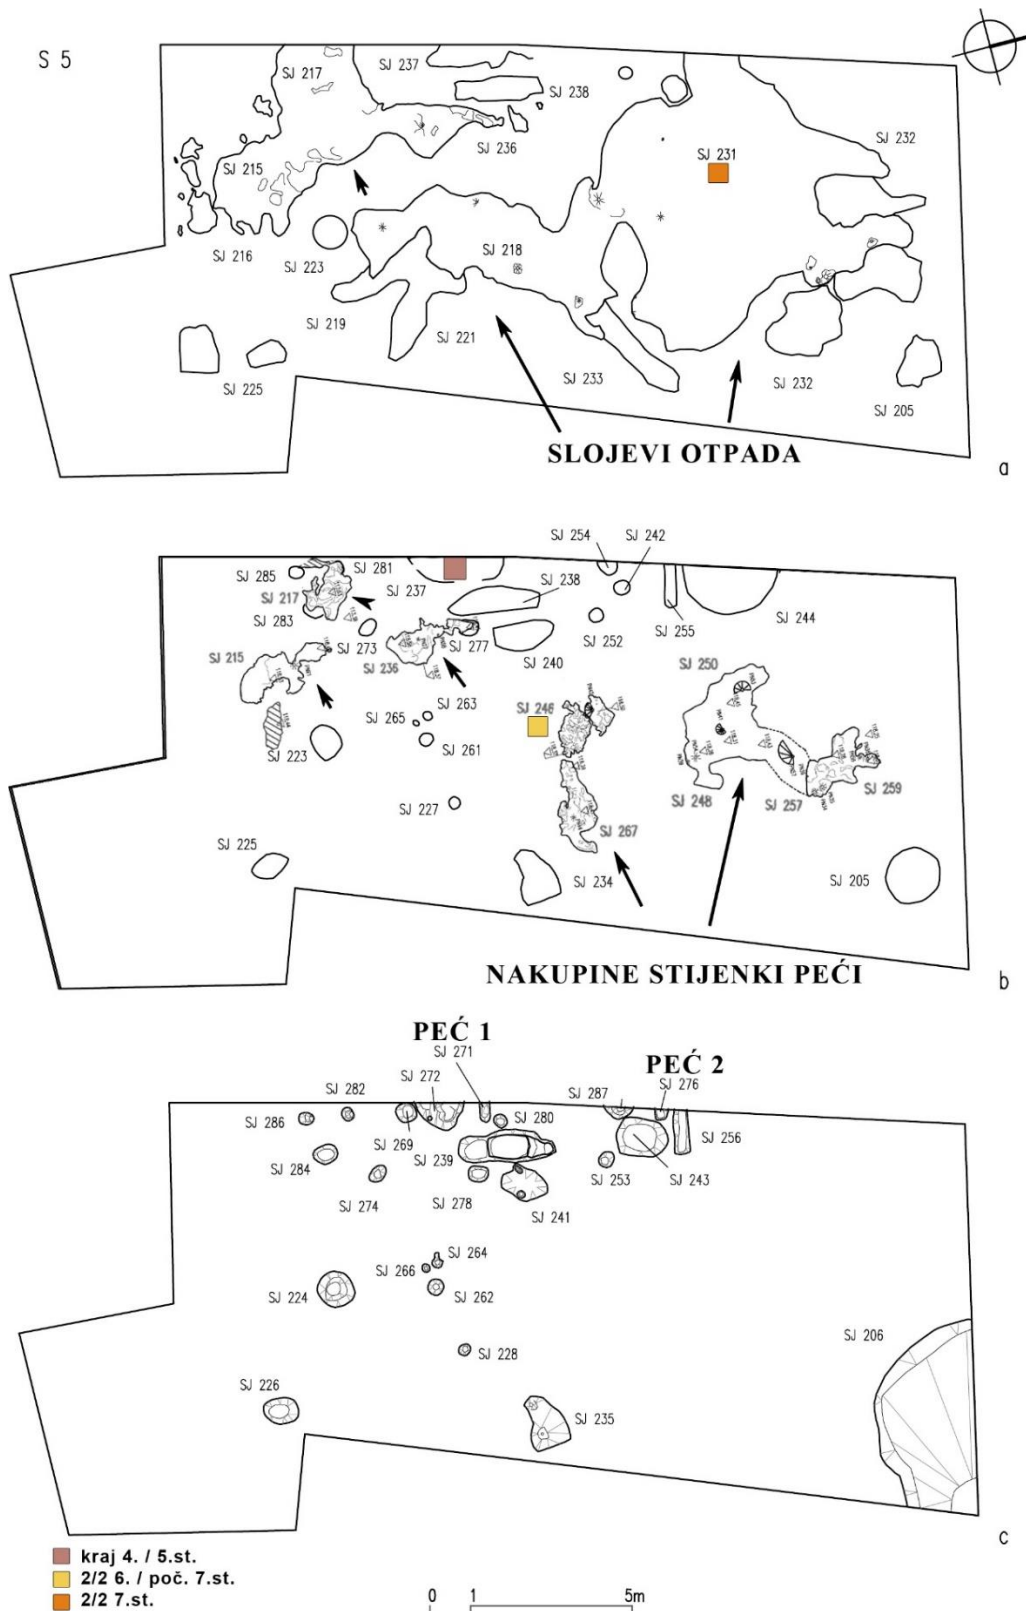 S 5
SJ 237
SJ 217
SJ 238
SJ 232
SJ 236
SJ 231
SJ 215
SJ 216
SJ 223
SJ 218
SJ 219
SJ 221
SJ 225
SJ 233
SJ 232
SJ 205
SLOJEVI OTPADA
a
SJ 254
SJ 242
SJ 285
SJ 281
SJ 237
SJ 238
SJ 217
SJ 244
SJ 283
SJ 252
SJ 255
SJ 273
SJ 277
SJ 240
SJ 215
SJ 236
SJ 250
SJ 263
SJ 246
SJ 265
SJ 261
SJ 223
SJ 248
SJ 257
SJ 259
SJ 227
SJ 267
SJ 225
SJ 234
SJ 205
NAKUPINE STIJENKI PEĆI
b
PEĆ 1
SJ 271
PEĆ 2
SJ 282
SJ 272
SJ 287
SJ 276
SJ 286
SJ 280
SJ 269
SJ 256
SJ 239
SJ 284
SJ 253
SJ 243
SJ 274
SJ 278
SJ 241
SJ 264
SJ 266
SJ 224
SJ 262
SJ 206
SJ 228
SJ 226
SJ 235
c
kraj 4. / 5.st.
2/2 6. / poč. 7.st.
2/2 7.st.
0 1 5m